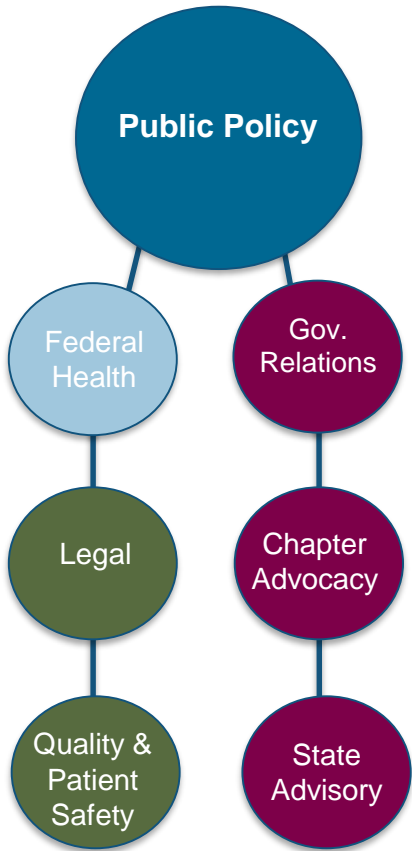 Public Policy
Federal
Health
Gov.
Relations
Legal
Chapter
Advocacy
Quality &
Patient
Safety
State
Advisory